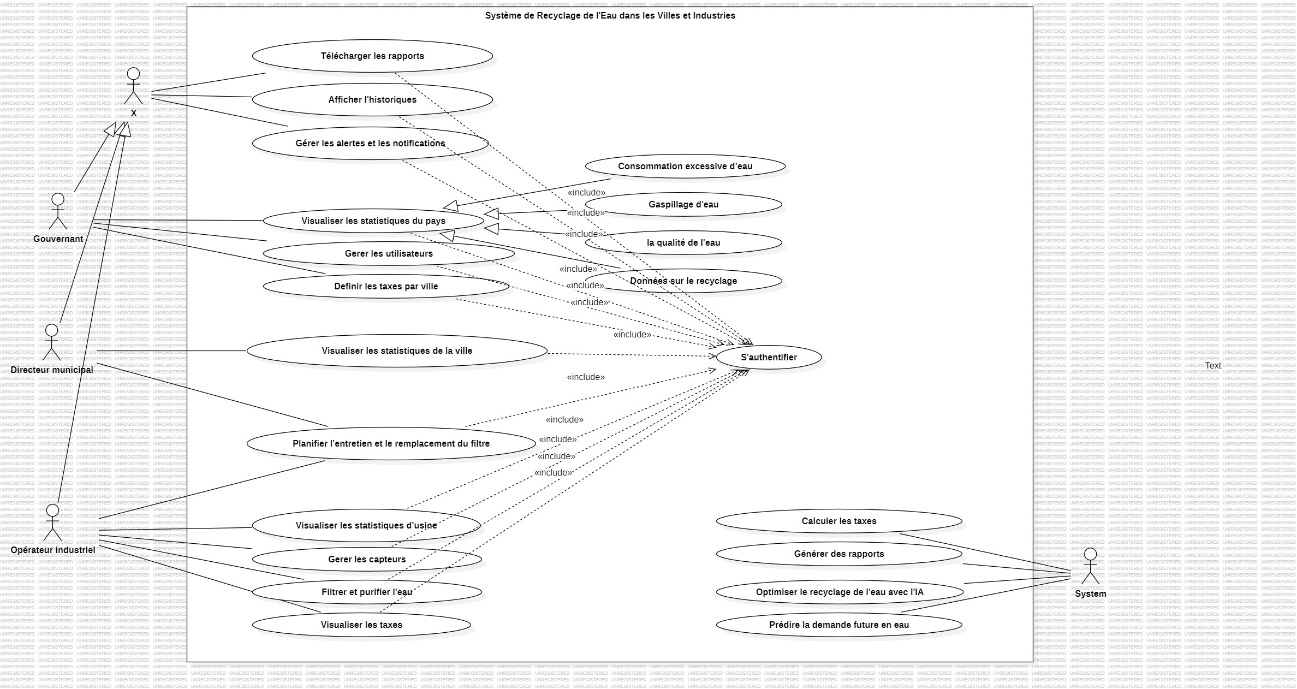 Système de Recyclage de l'Eau dans les Villes et Industries
Télécharger les rapports
Afficher l'historiques
X
Gérer les alertes et les notifications
Consommation excessive d'eau
«include»
Gaspillage d'eau
«include»
Visualiser les statistiques du pays
«include»
Gouvernant
la qualité de l'eau
Gerer les utilisateurs
«include»
Données sur le recyclage
Definir les taxes par ville
«include»
«include»
«include»
Visualiser les statistiques de la ville
S'authentifier
Text
Directeur municipal
«include»
«include»
Planifier l'entretien et le remplacement du filtre
«include»
«include»
«include»
Calculer les taxes
Visualiser les statistiques d'usine
Opérateur industriel
Générer des rapports
Gerer les capteurs
Filtrer et purifier l'eau
Optimiser le recyclage de l'eau avec l'IA
System
Visualiser les taxes
Prédire la demande future en eau
UNREGISTERED